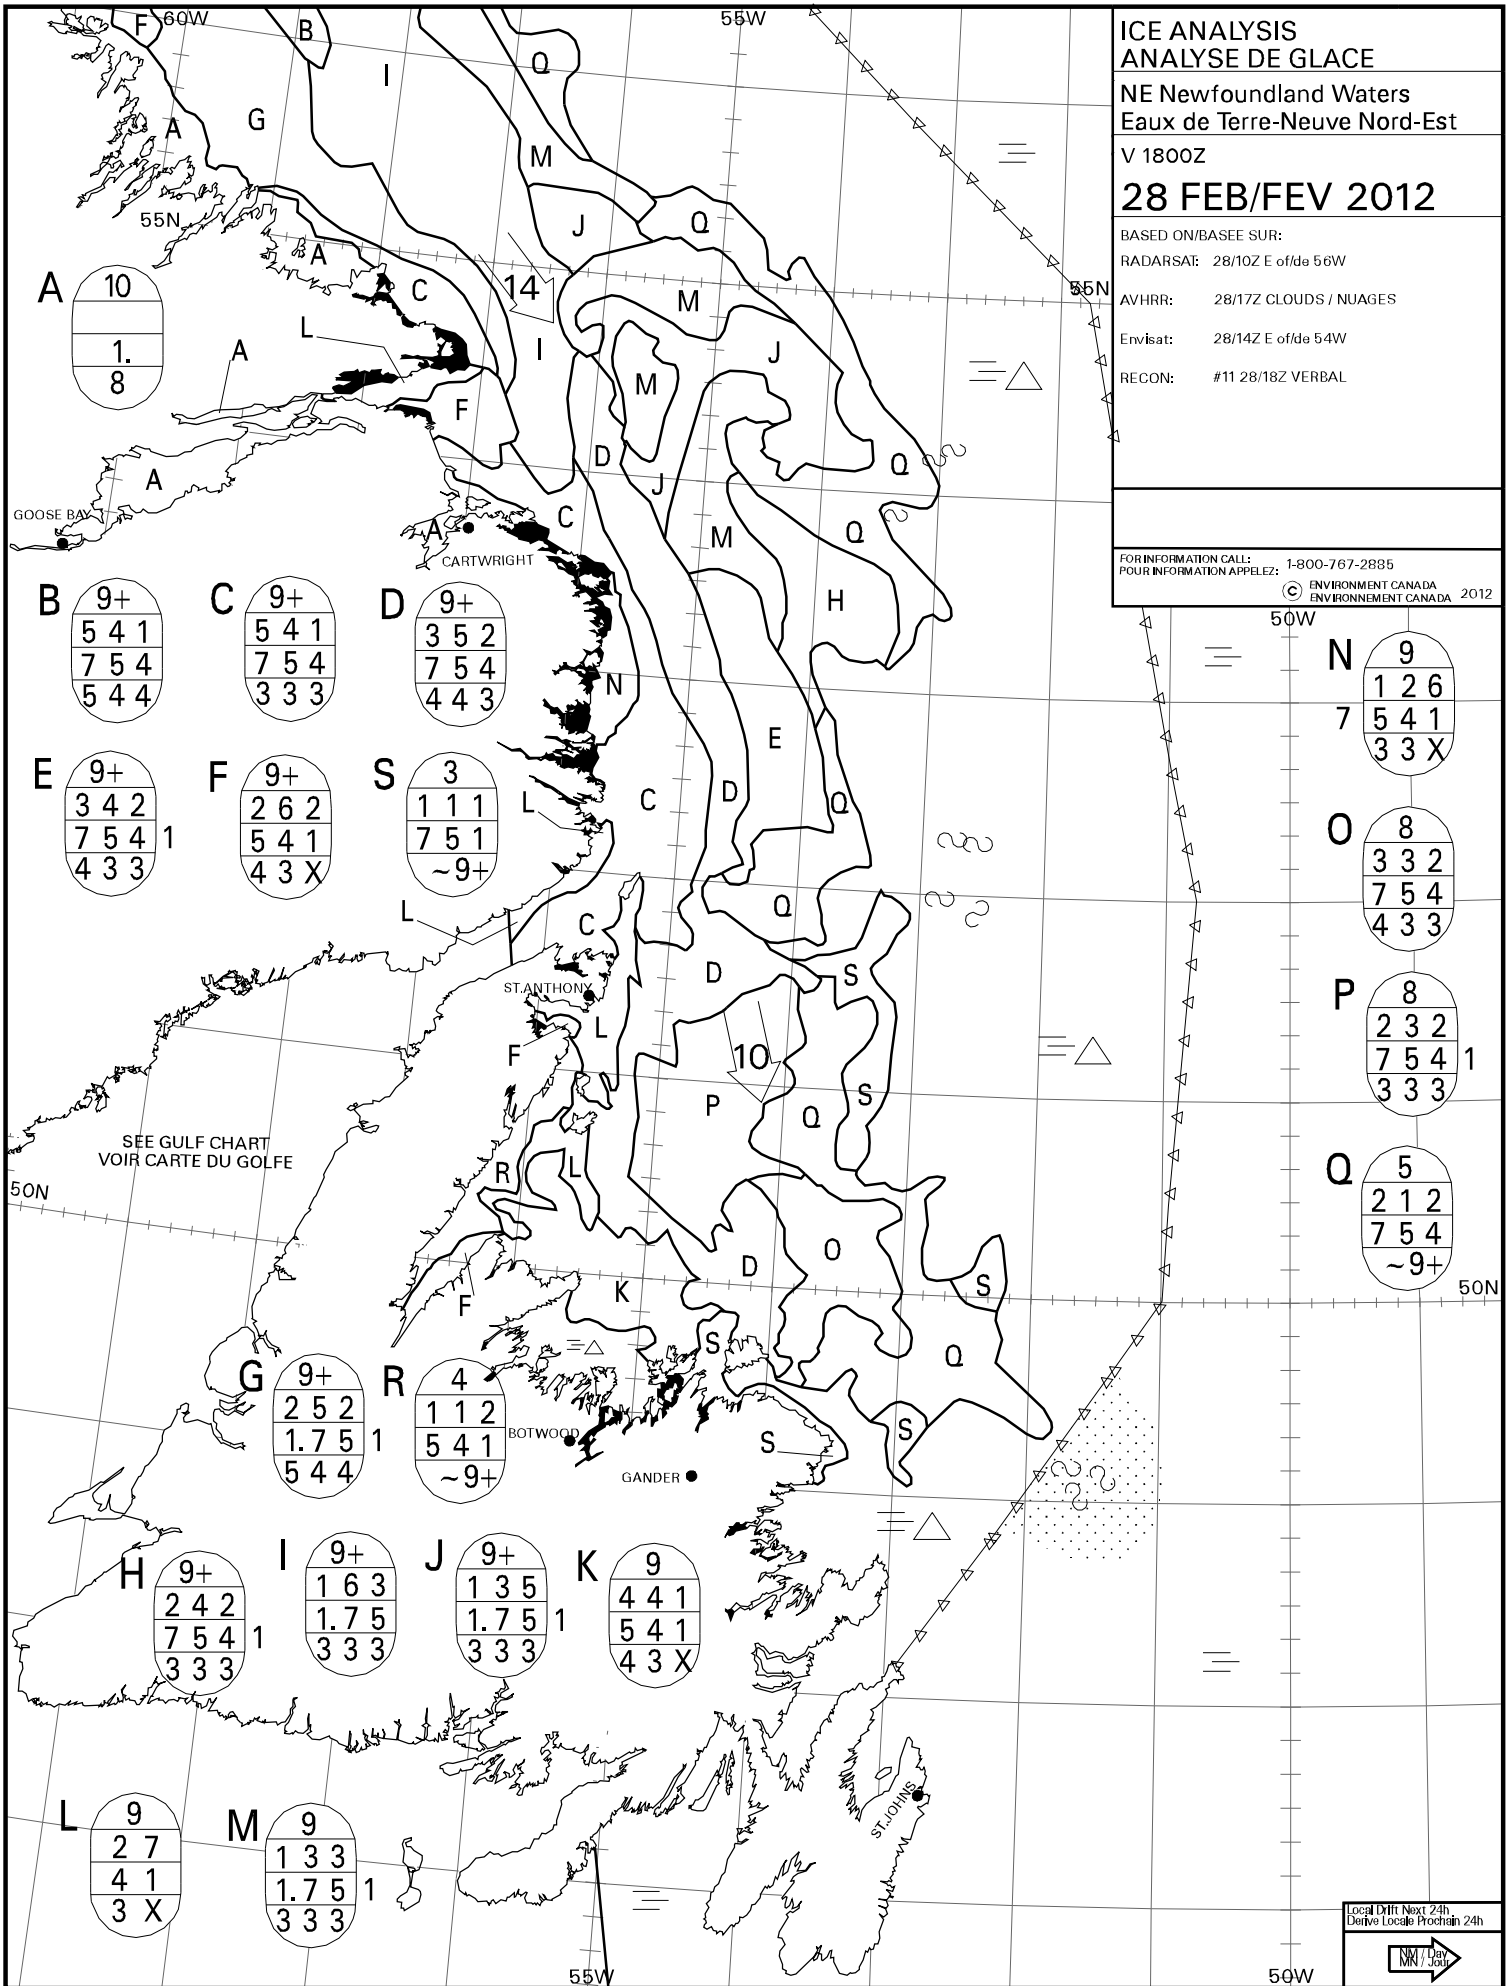 ICE ANALYSIS
ANALYSE DE GLACE
NE Newfoundland Waters
Eaux de Terre-Neuve Nord-Est
V 1800Z
28 FEB/FEV 2012
BASED ON/BASEE SUR:
RADARSAT: 28/10Z E of/de 56W
AVHRR: 28/17Z CLOUDS / NUAGES
Envisat: 28/14Z E of/de 54W
RECON: #11 28/18Z VERBAL
FOR INFORMATION CALL: 1-800-767-2885
POUR INFORMATION APPELEZ:
© ENVIRONMENT CANADA
ENVIRONNEMENT CANADA 2012
60W
55W
F
B
Q
I
G
A
M
55N
J
Q
A
C
14
M
55N
A
10
1.
8
L
A
I
J
M
F
D
Q
A
J
GOOSE BAY
A
C
M
Q
CARTWRIGHT
H
50W
B
9+
5 4 1
7 5 4
5 4 4
C
9+
5 4 1
7 5 4
3 3 3
D
9+
3 5 2
7 5 4
4 4 3
N
9
1 2 6
7 5 4 1
3 3 X
N
E
E
9+
3 4 2
7 5 4 1
4 3 3
F
9+
2 6 2
5 4 1
4 3 X
S
3
1 1 1
7 5 1
~9+
L
C
D
Q
O
8
3 3 2
7 5 4
4 3 3
L
C
Q
D
S
ST.ANTHONY
L
F
10
P
S
Q
P
8
2 3 2
7 5 4 1
3 3 3
SEE GULF CHART
VOIR CARTE DU GOLFE
R
L
50N
Q
5
2 1 2
7 5 4
~9+
D
O
S
50N
F
K
S
Q
G
9+
2 5 2
1. 7 5 1
5 4 4
R
4
1 1 2
5 4 1
~9+
BOTWOOD
GANDER
S
S
H
9+
2 4 2
7 5 4 1
3 3 3
I
9+
1 6 3
1. 7 5
3 3 3
J
9+
1 3 5
1. 7 5 1
3 3 3
K
9
4 4 1
5 4 1
4 3 X
ST.JOHNS
L
9
2 7
4 1
3 X
M
9
1 3 3
1. 7 5 1
3 3 3
Local Drift Next 24h
Derive Locale Prochain 24h
NM / Day
MN / Jour
55W
50W